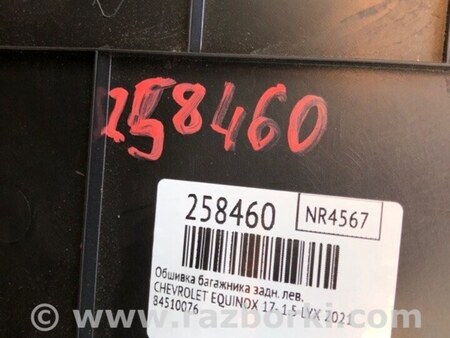 258460
258460
NR4567
Обшивка багажника задн. лев.
CHEVROLET EQUINOX 17- 1.5 LYX 2021
84510076
© www.razborki.com